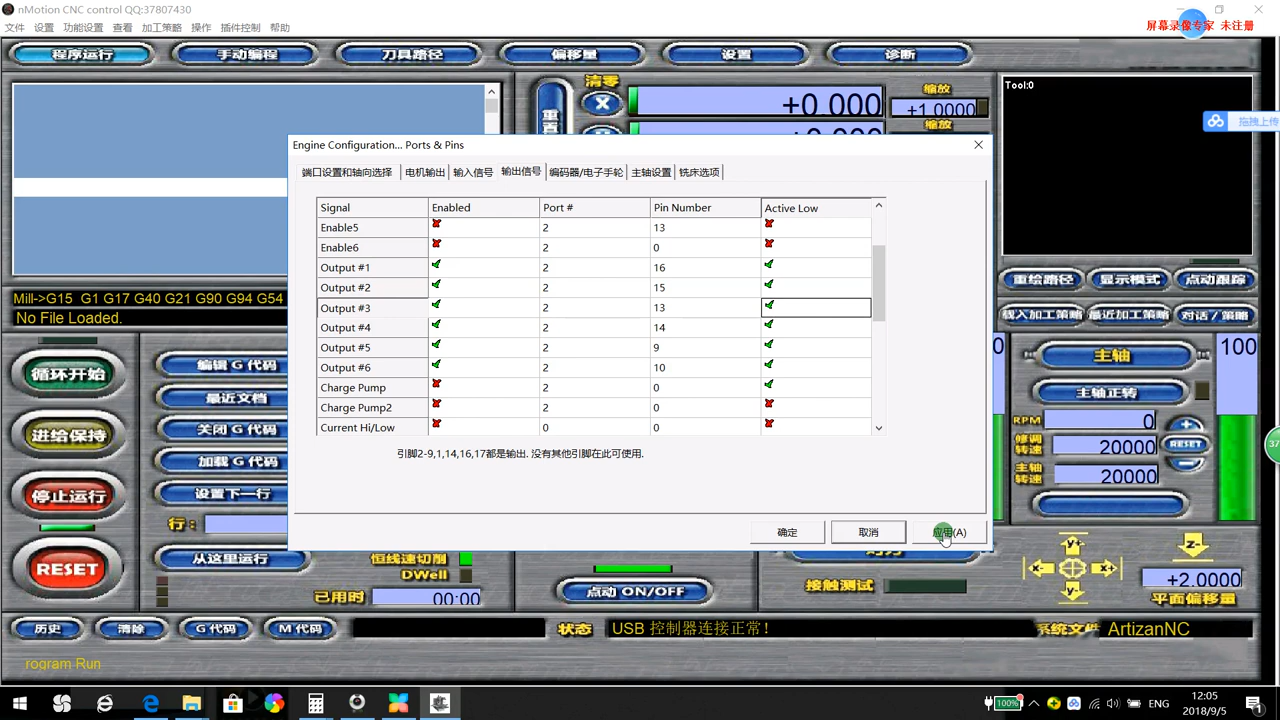 nMotion CNC control QQ:37807430
屏幕录像专家 未注册
文件 设置 功能设置 查看 加工策略 操作 插件控制 帮助
程序运行 手动编程 刀具路径 偏移量 设置 诊断
清零 X +0.000 缩放 +1.0000
缩放
Tool:0
拖拽上传
Engine Configuration... Ports & Pins
端口设置和轴向选择 电机输出 输入信号 输出信号 编码器/电子手轮 主轴设置 铣床选项
Signal Enabled Port # Pin Number Active Low
Enable5 2 13
Enable6 2 0
Output #1 2 16
Output #2 2 15
Output #3 2 13
Output #4 2 14
Output #5 2 9
Output #6 2 10
Charge Pump 2 0
Charge Pump2 2 0
Current Hi/Low 0 0
引脚2-9,1,14,16,17都是输出. 没有其他引脚在此可使用.
确定 取消 应用(A)
Mill->G15 G1 G17 G40 G21 G90 G94 G54
No File Loaded.
循环开始
进给保持
停止运行
RESET
编辑 G 代码
最近文档
关闭 G 代码
加载 G 代码
设置下一行
行:
从这里运行
恒线速切削
DWell
已用时 00:00
点动 ON/OFF
接触测试
重绘路径 显示模式 点动跟踪
载入加工策略 最近加工策略 对话 / 策略
主轴
100
主轴正转
RPM 0
修调转速 20000
RESET
主轴转速 20000
Y+
X- X+
Y-
Z-
+2.0000
平面偏移量
历史 清除 G 代码 M 代码
状态 USB 控制器连接正常!
系统文件 ArtizanNC
rogram Run
100%
ENG
12:05
2018/9/5